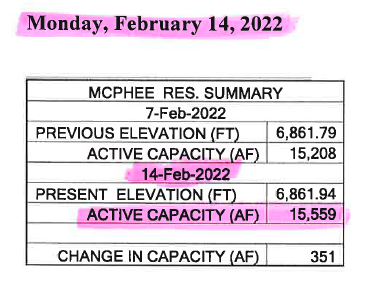 Monday, February 14, 2022
MCPHEE RES. SUMMARY
7-Feb-2022
PREVIOUS ELEVATION (FT) 6,861.79
ACTIVE CAPACITY (AF) 15,208
14-Feb-2022
PRESENT ELEVATION (FT) 6,861.94
ACTIVE CAPACITY (AF) 15,559
CHANGE IN CAPACITY (AF) 351